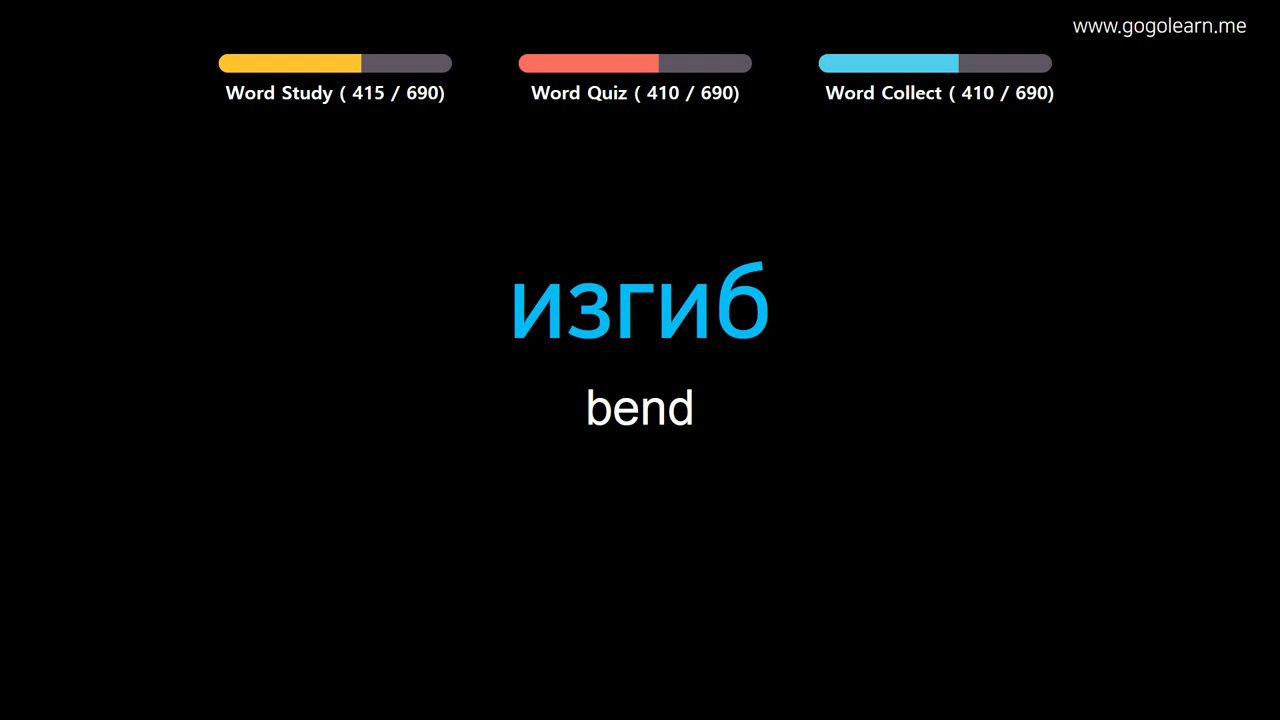 www.gogolearn.me
Word Study ( 415 / 690)
Word Quiz ( 410 / 690)
Word Collect ( 410 / 690)
изгиб
bend